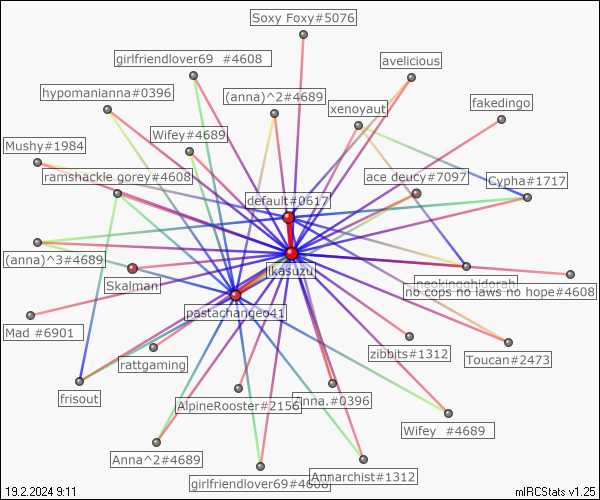 Soxy Foxy#5076
girlfriendlover69 #4608
avelicious
hypomanianna#0396
(anna)^2#4689
xenoyaut
fakedingo
Wifey#4689
Mushy#1984
ramshackle gorey#4608
ace deucy#7097
Cypha#1717
default#0617
(anna)^3#4689
jikasuzu
Skalman
neokingghidorah
no cops no laws no hope#4608
pastachangeo41
Mad #6901
zibbits#1312
Toucan#2473
rattgaming
frisout
AlpineRooster#2156
Anna.#0396
Wifey #4689
Anna^2#4689
Annarchist#1312
girlfriendlover69#4608
19.2.2024 9:11
mIRCStats v1.25